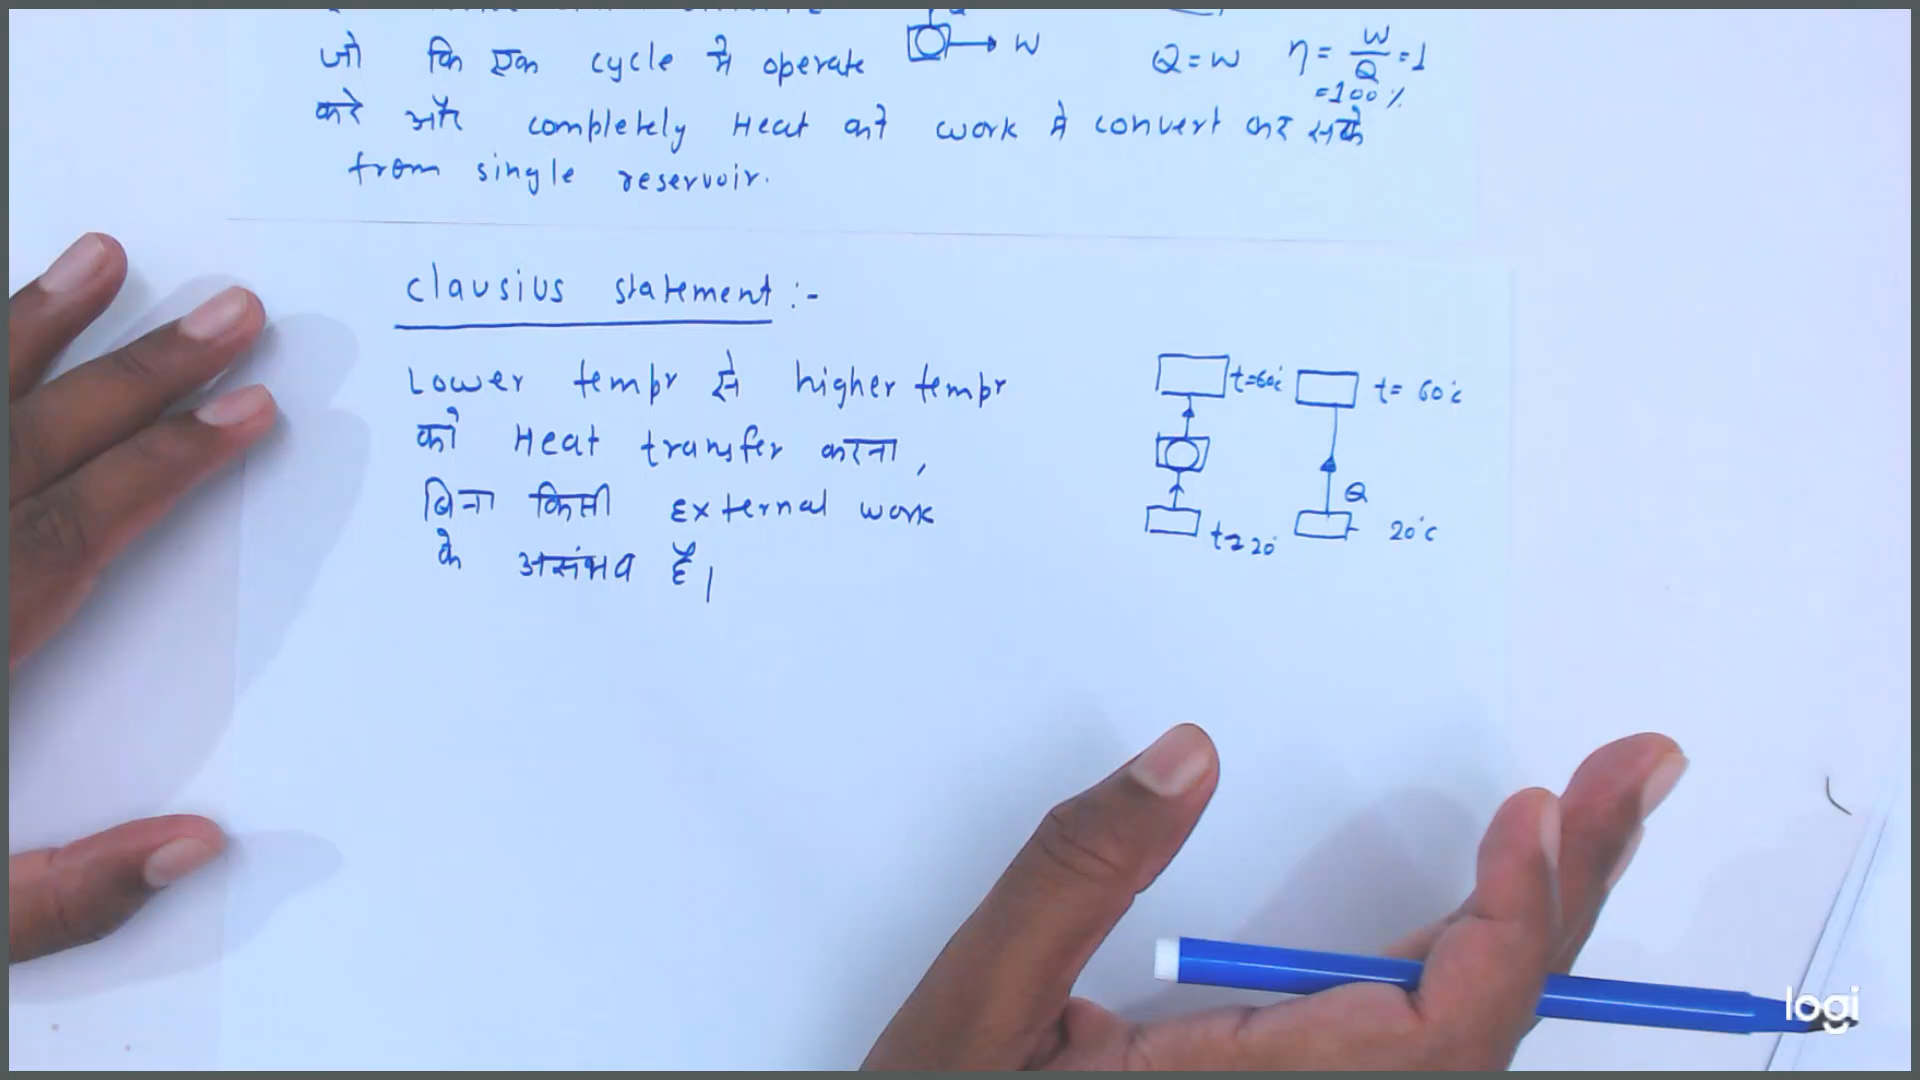 जो कि एक cycle मे operate → W Q=W η= W/Q =1
=100%
करे और completely Heat को work मे convert कर सके
from single reservoir.
Clausius statement :-
Lower tempr से higher tempr
को Heat transfer करना,
बिना किसी external work
के असंभव है|
t=60c t= 60°c
Q
t=20 20°c
logi